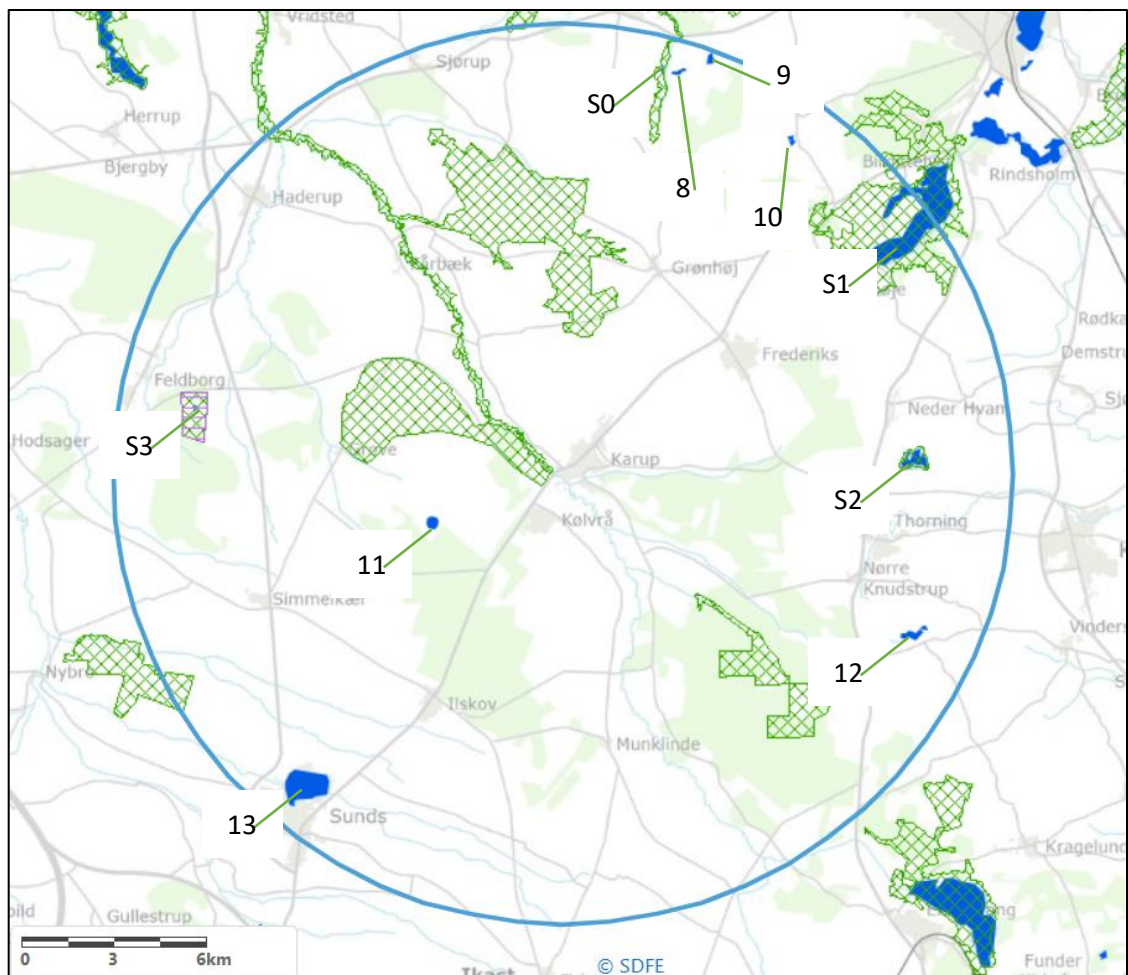 Vridsted
Sjørup
9
S0
Herrup
Bjergby
8
Rindsholm
Haderup
10
Grønhøj
S1
Rødka
Frederiks
Demstru
Feldborg
Neder Hvam
Hodsager
S3
Karup
S2
Kølvrå
Thorning
11
Nørre
Knudstrup
Simmelkær
Vinders
12
Nybro
Ilskov
Munklinde
13
Sunds
Kragelund
Gullestrup
0 3 6km
© SDFE
Ikast
Funder